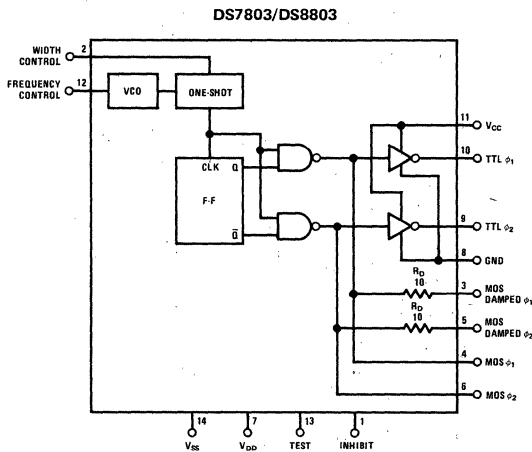 DS7803/DS8803
WIDTH
CONTROL
2
FREQUENCY
CONTROL
12
VCO
ONE-SHOT
CLK
Q
F-F
Q̅
11
VCC
10
TTL ϕ1
9
TTL ϕ2
8
GND
RD
10
3
MOS
DAMPED ϕ1
RD
10
5
MOS
DAMPED ϕ2
4
MOS ϕ1
6
MOS ϕ2
14
VSS
7
VDD
13
TEST
1
INHIBIT